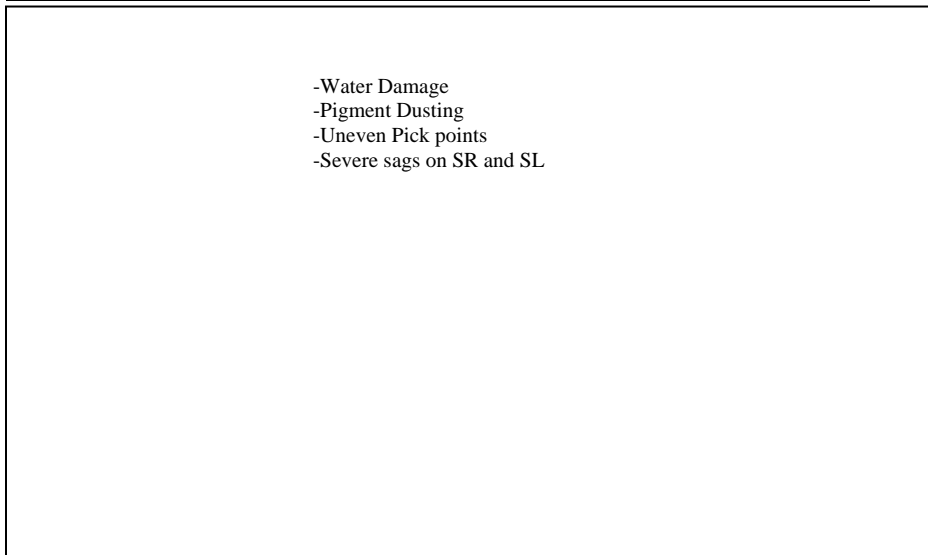 -Water Damage
-Pigment Dusting
-Uneven Pick points
-Severe sags on SR and SL